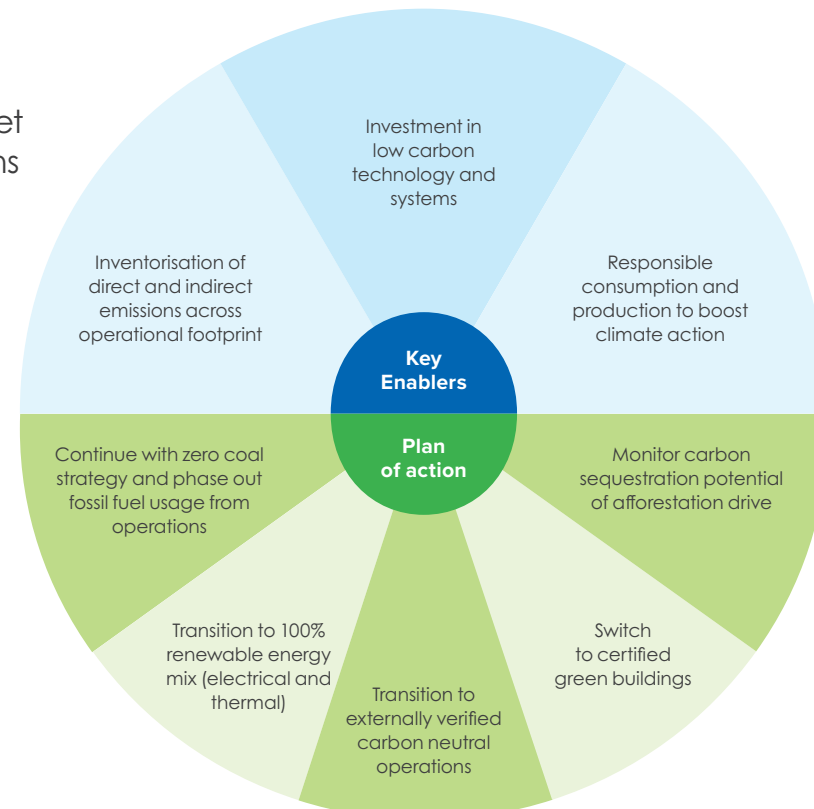 et
ns
Investment in
low carbon
technology and
systems
Inventorisation of
direct and indirect
emissions across
operational footprint
Responsible
consumption and
production to boost
climate action
Key
Enablers
Plan
of action
Continue with zero coal
strategy and phase out
fossil fuel usage from
operations
Monitor carbon
sequestration potential
of afforestation drive
Transition to 100%
renewable energy
mix (electrical and
thermal)
Switch
to certified
green buildings
Transition to
externally verified
carbon neutral
operations